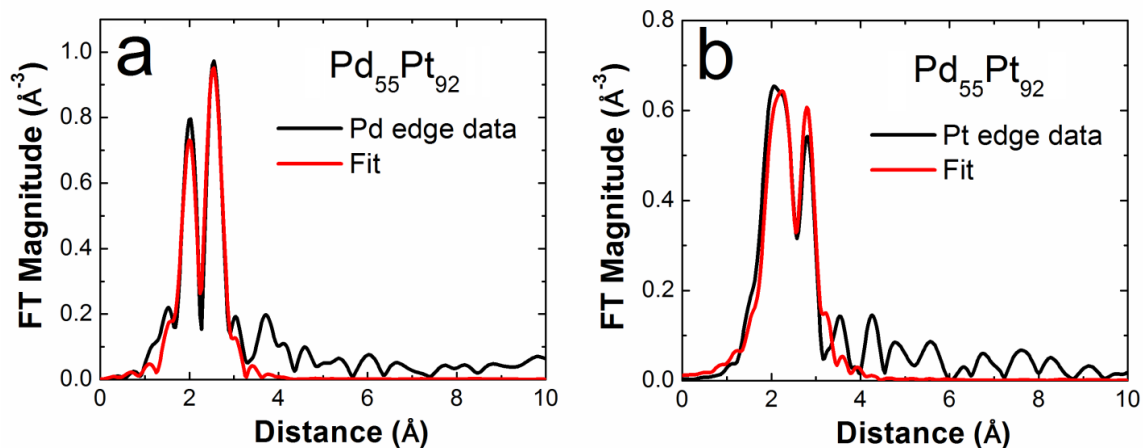 a
Pd₅₅Pt₉₂
Pd edge data
Fit
FT Magnitude (Å⁻³)
1.0
0.8
0.6
0.4
0.2
0.0
0 2 4 6 8 10
Distance (Å)
b
Pd₅₅Pt₉₂
Pt edge data
Fit
FT Magnitude (Å⁻³)
0.8
0.6
0.4
0.2
0.0
0 2 4 6 8 10
Distance (Å)